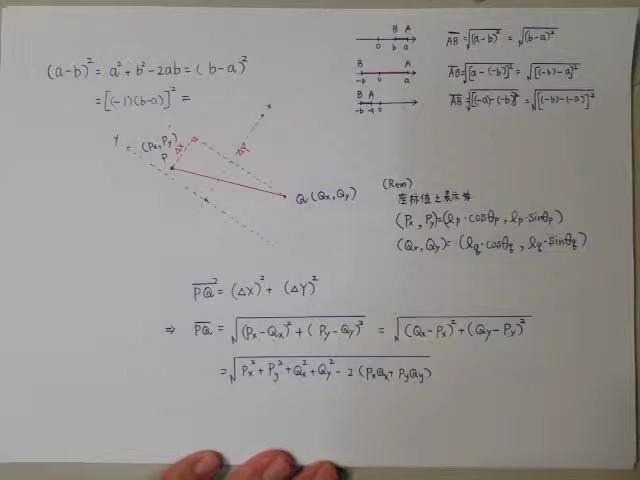 (a-b)² = a² + b² - 2ab = (b-a)²
= [(-1)(b-a)]² =
B A
0 b a
AB = √(a-b)² = √(b-a)²
B A
-b 0 a
AB = √[a-(-b)]² = √[(-b)-a]²
B A
-b -a 0
AB = √[(-a)-(-b)]² = √[(-b)-(-a)]²
x
Y
(Px, Py)
P
ΔX
ΔY
Q (Qx, Qy)
(Rem)
座标值之表示为
(Px, Py) = (lp·cosθp, lp·sinθp)
(Qx, Qy) = (lq·cosθq, lq·sinθq)
PQ² = (ΔX)² + (ΔY)²
⇒ PQ = √(Px-Qx)² + (Py-Qy)² = √(Qx-Px)² + (Qy-Py)²
= √Px² + Py² + Qx² + Qy² - 2(PxQx + PyQy)